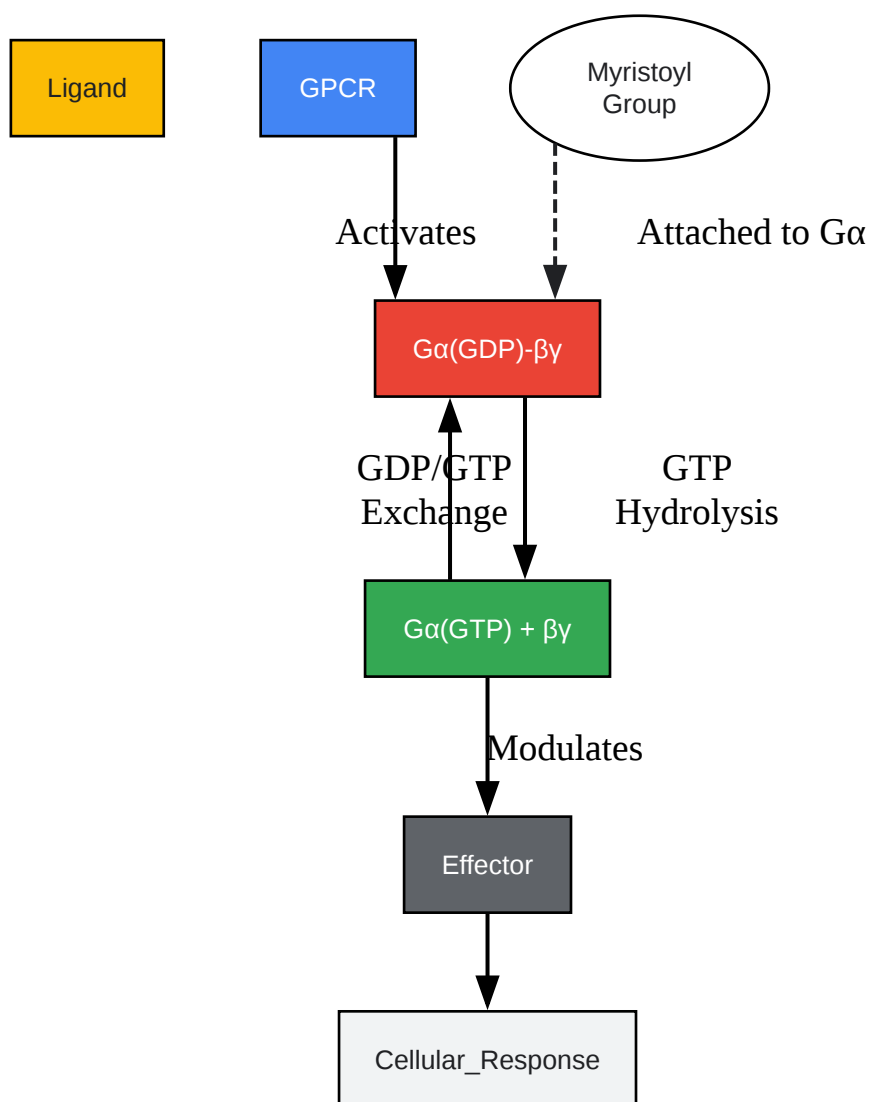 Ligand
GPCR
Myristoyl
Group
Activates
Attached to Gα
Gα(GDP)-βγ
GDP/GTP
Exchange
GTP
Hydrolysis
Gα(GTP) + βγ
Modulates
Effector
Cellular_Response